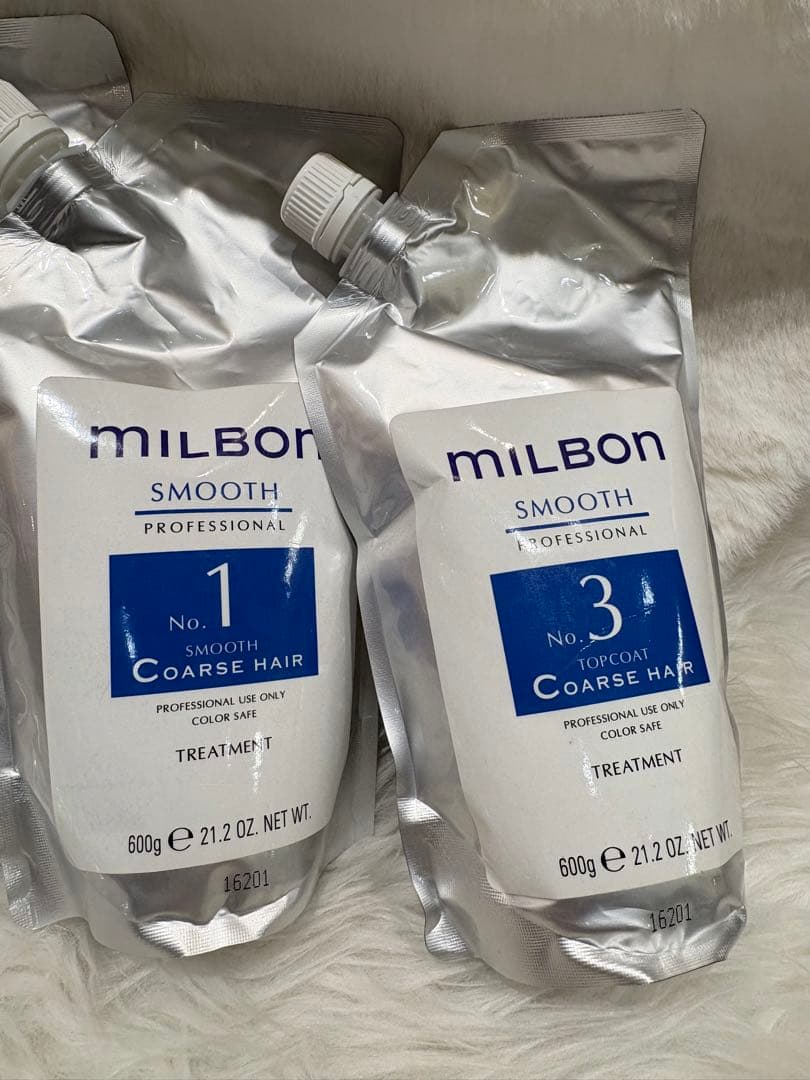 mILBOn
SMOOTH
PROFESSIONAL
No. 1
SMOOTH
COARSE HAIR
PROFESSIONAL USE ONLY
COLOR SAFE
TREATMENT
600g e 21.2 OZ. NET WT.
16201
mILBOn
SMOOTH
PROFESSIONAL
No. 3
TOPCOAT
COARSE HAIR
PROFESSIONAL USE ONLY
COLOR SAFE
TREATMENT
600g e 21.2 OZ. NET WT.
16201